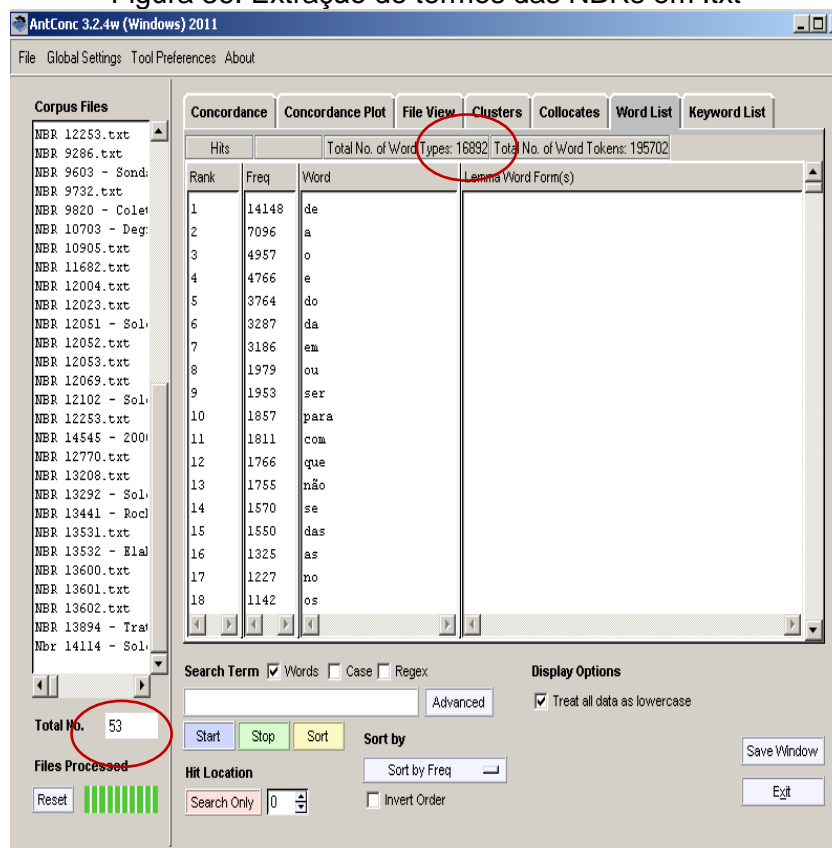 AntConc 3.2.4w (Windows) 2011
File Global Settings Tool Preferences About
Corpus Files
NBR 12253.txt
NBR 9286.txt
NBR 9603 - Sond
NBR 9732.txt
NBR 9820 - Cole
NBR 10703 - Deg
NBR 10905.txt
NBR 11682.txt
NBR 12004.txt
NBR 12023.txt
NBR 12051 - Sol
NBR 12052.txt
NBR 12053.txt
NBR 12069.txt
NBR 12102 - Sol
NBR 12253.txt
NBR 14545 - 200
NBR 12770.txt
NBR 13208.txt
NBR 13292 - Sol
NBR 13441 - Roc
NBR 13531.txt
NBR 13532 - Ela
NBR 13600.txt
NBR 13601.txt
NBR 13602.txt
NBR 13894 - Tra
Nbr 14114 - Sol
Total No. 53
Files Processed
Reset
Concordance Concordance Plot File View Clusters Collocates Word List Keyword List
Hits Total No. of Word Types: 16892 Total No. of Word Tokens: 195702
Rank Freq Word Lemma Word Form(s)
1 14148 de
2 7096 a
3 4957 o
4 4766 e
5 3764 do
6 3287 da
7 3186 em
8 1979 ou
9 1953 ser
10 1857 para
11 1811 com
12 1766 que
13 1755 não
14 1570 se
15 1550 das
16 1325 as
17 1227 no
18 1142 os
Search Term Words Case Regex Display Options
Advanced Treat all data as lowercase
Start Stop Sort Sort by
Save Window
Hit Location Sort by Freq
Search Only 0 Invert Order Exit